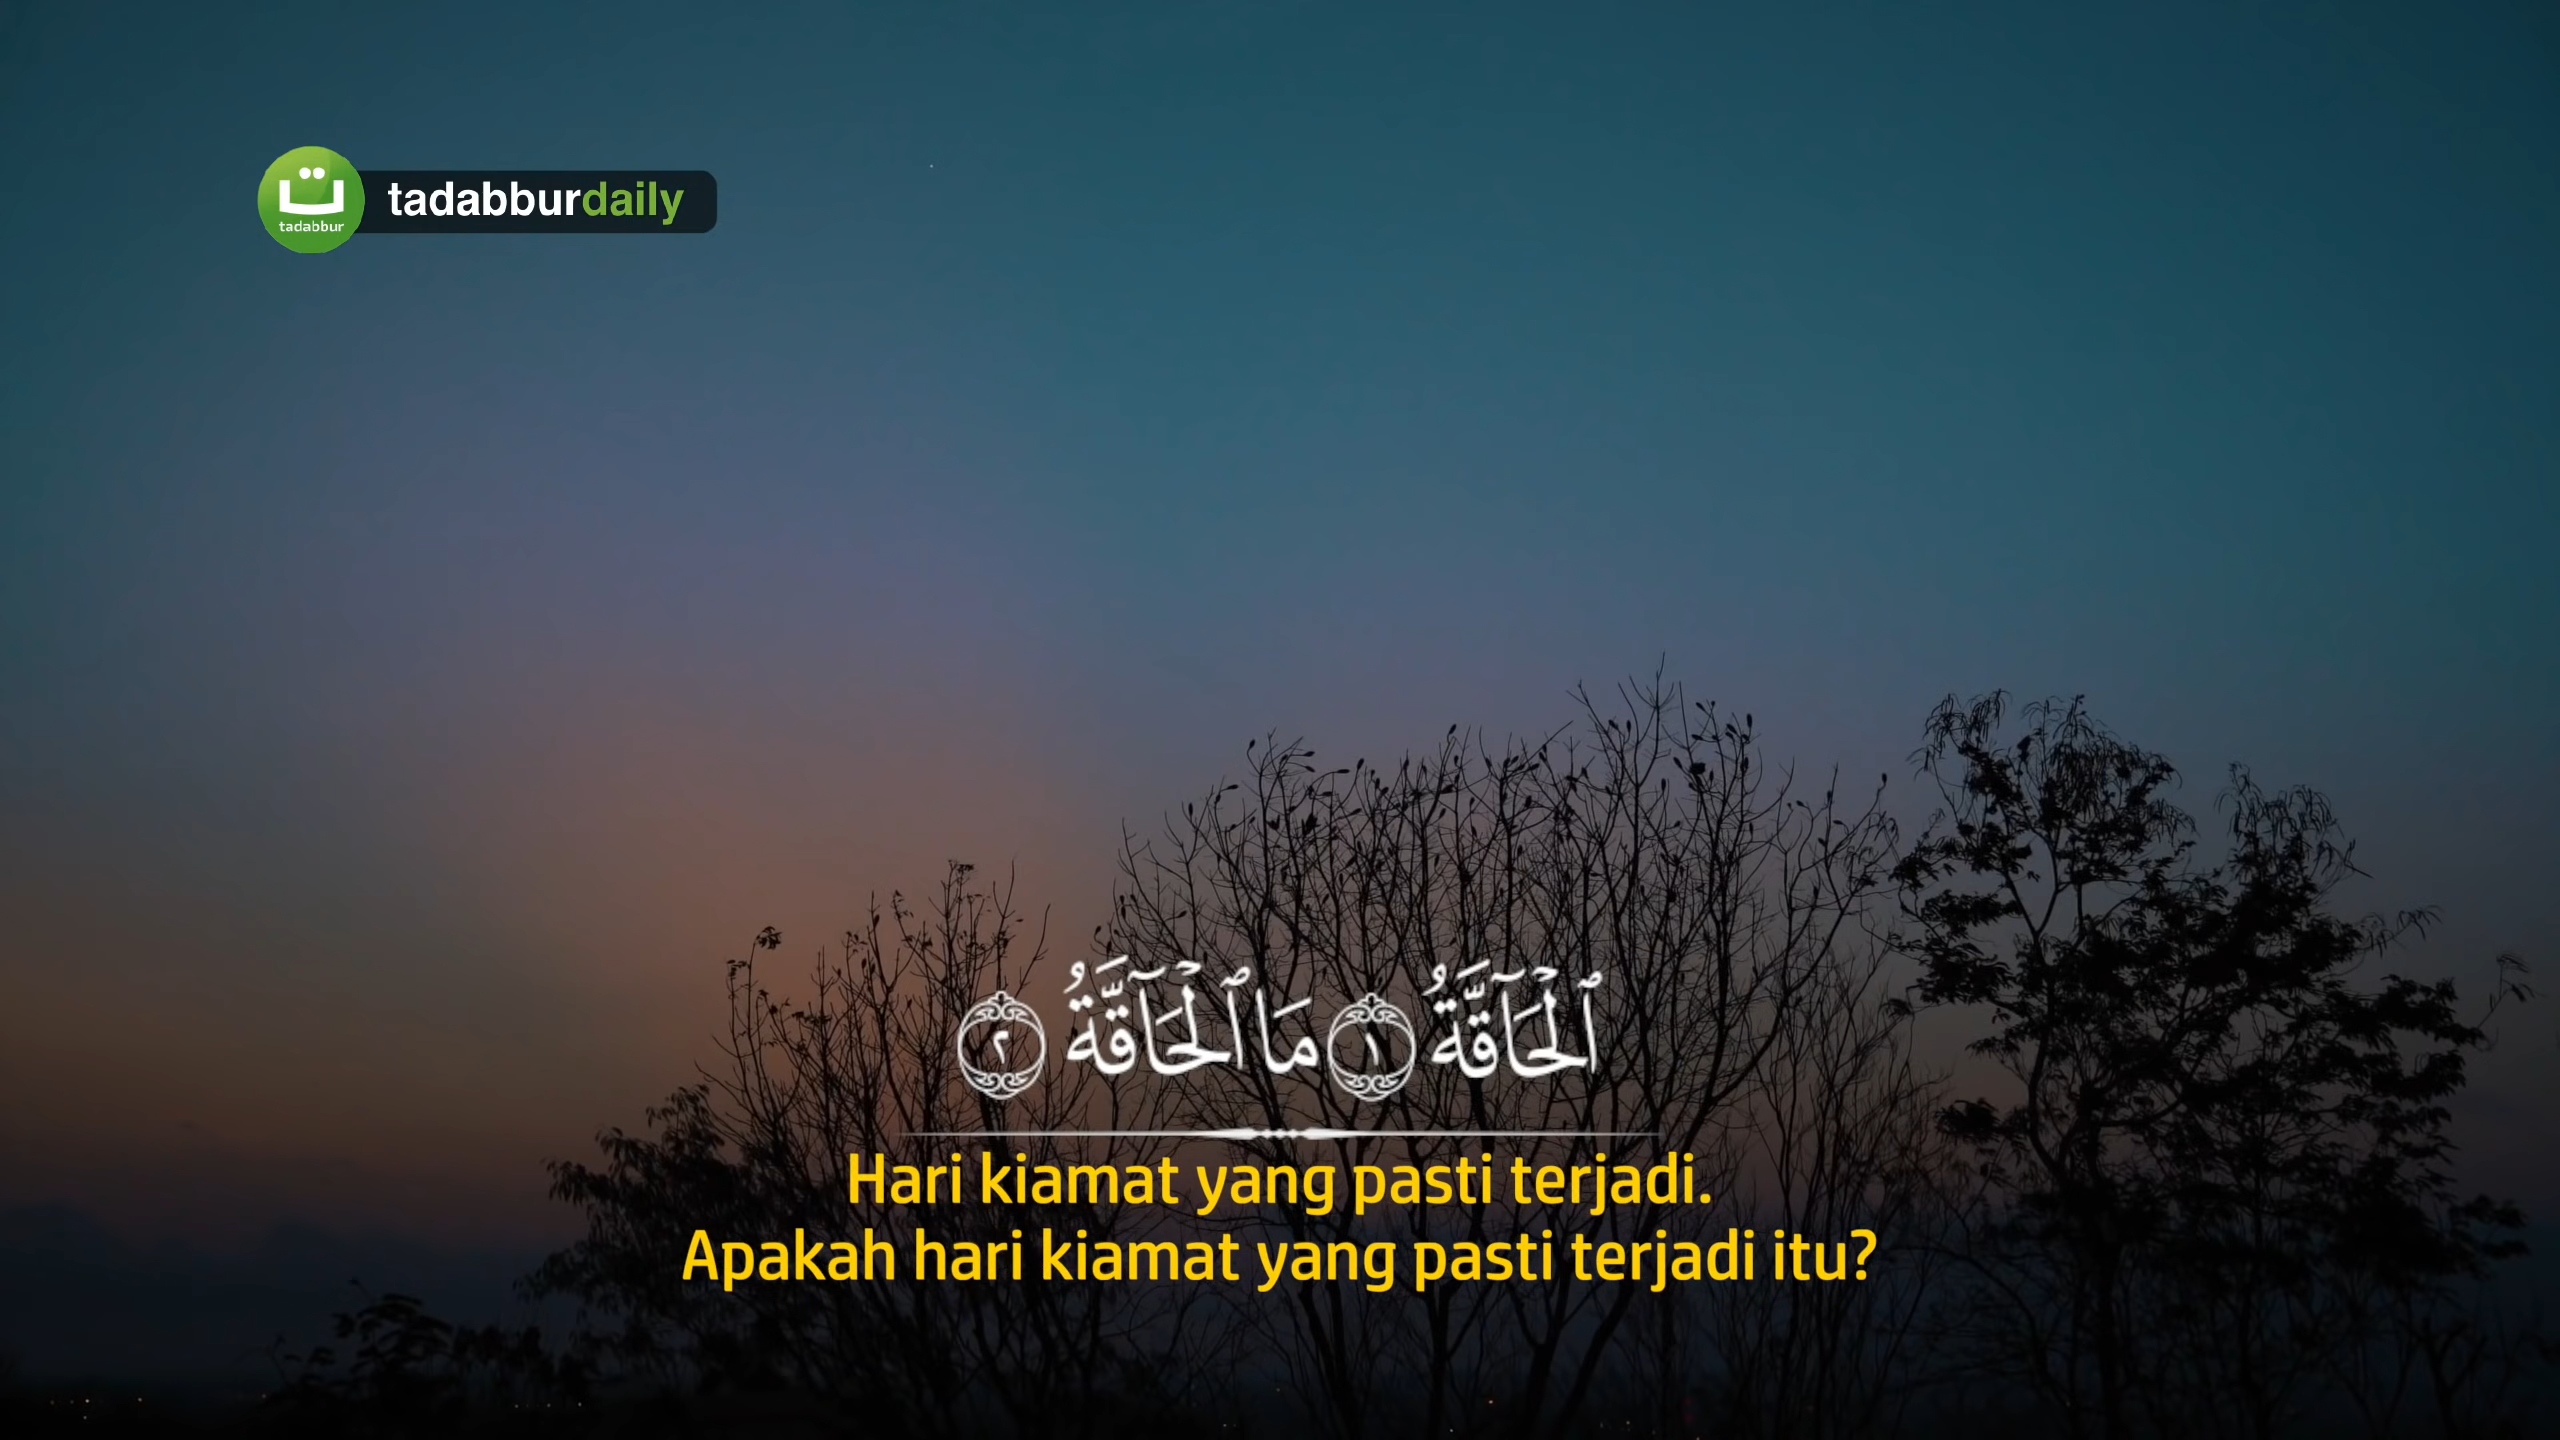 ت
tadabbur
tadabburdaily
ٱلْحَآقَّةُ ١ مَا ٱلْحَآقَّةُ ٢
Hari kiamat yang pasti terjadi.
Apakah hari kiamat yang pasti terjadi itu?